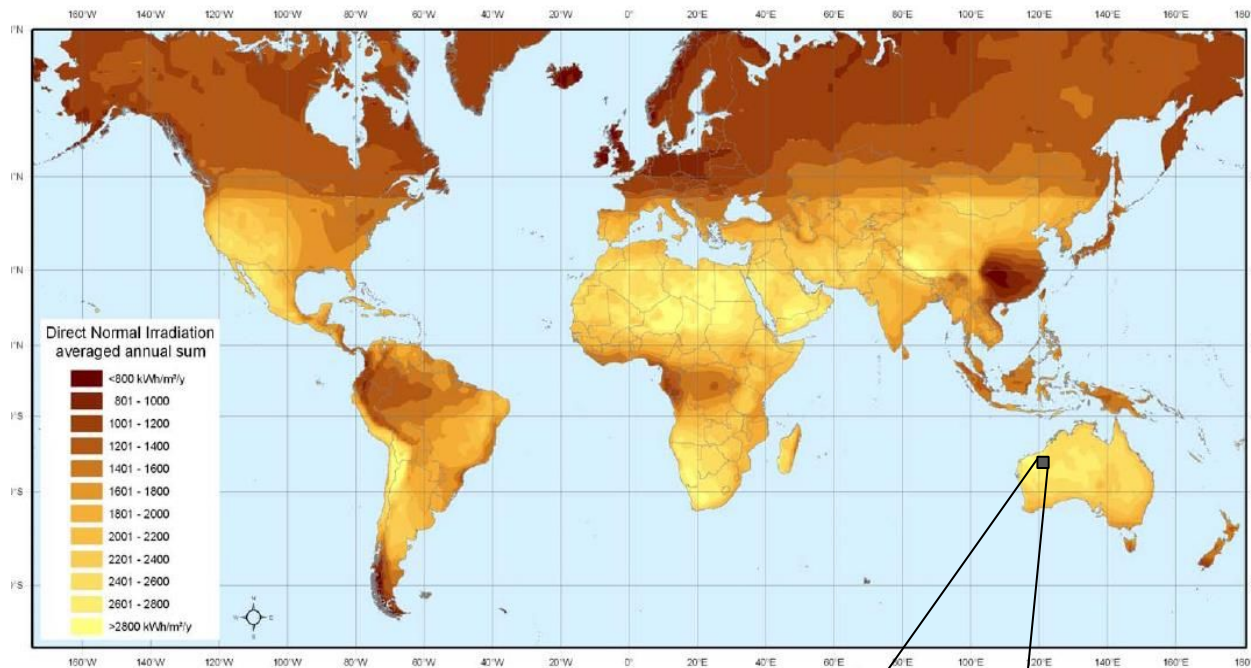 160°W 140°W 120°W 100°W 80°W 60°W 40°W 20°W 0° 20°E 40°E 60°E 80°E 100°E 120°E 140°E 160°E 180
I°N
I°N
I°N
I°N
I°S
I°S
I°S
Direct Normal Irradiation
averaged annual sum
<800 kWh/m²/y
801 - 1000
1001 - 1200
1201 - 1400
1401 - 1600
1601 - 1800
1801 - 2000
2001 - 2200
2201 - 2400
2401 - 2600
2601 - 2800
>2800 kWh/m²/y
160°W 140°W 120°W 100°W 80°W 60°W 40°W 20°W 0° 20°E 40°E 60°E 80°E 100°E 120°E 140°E 160°E 180